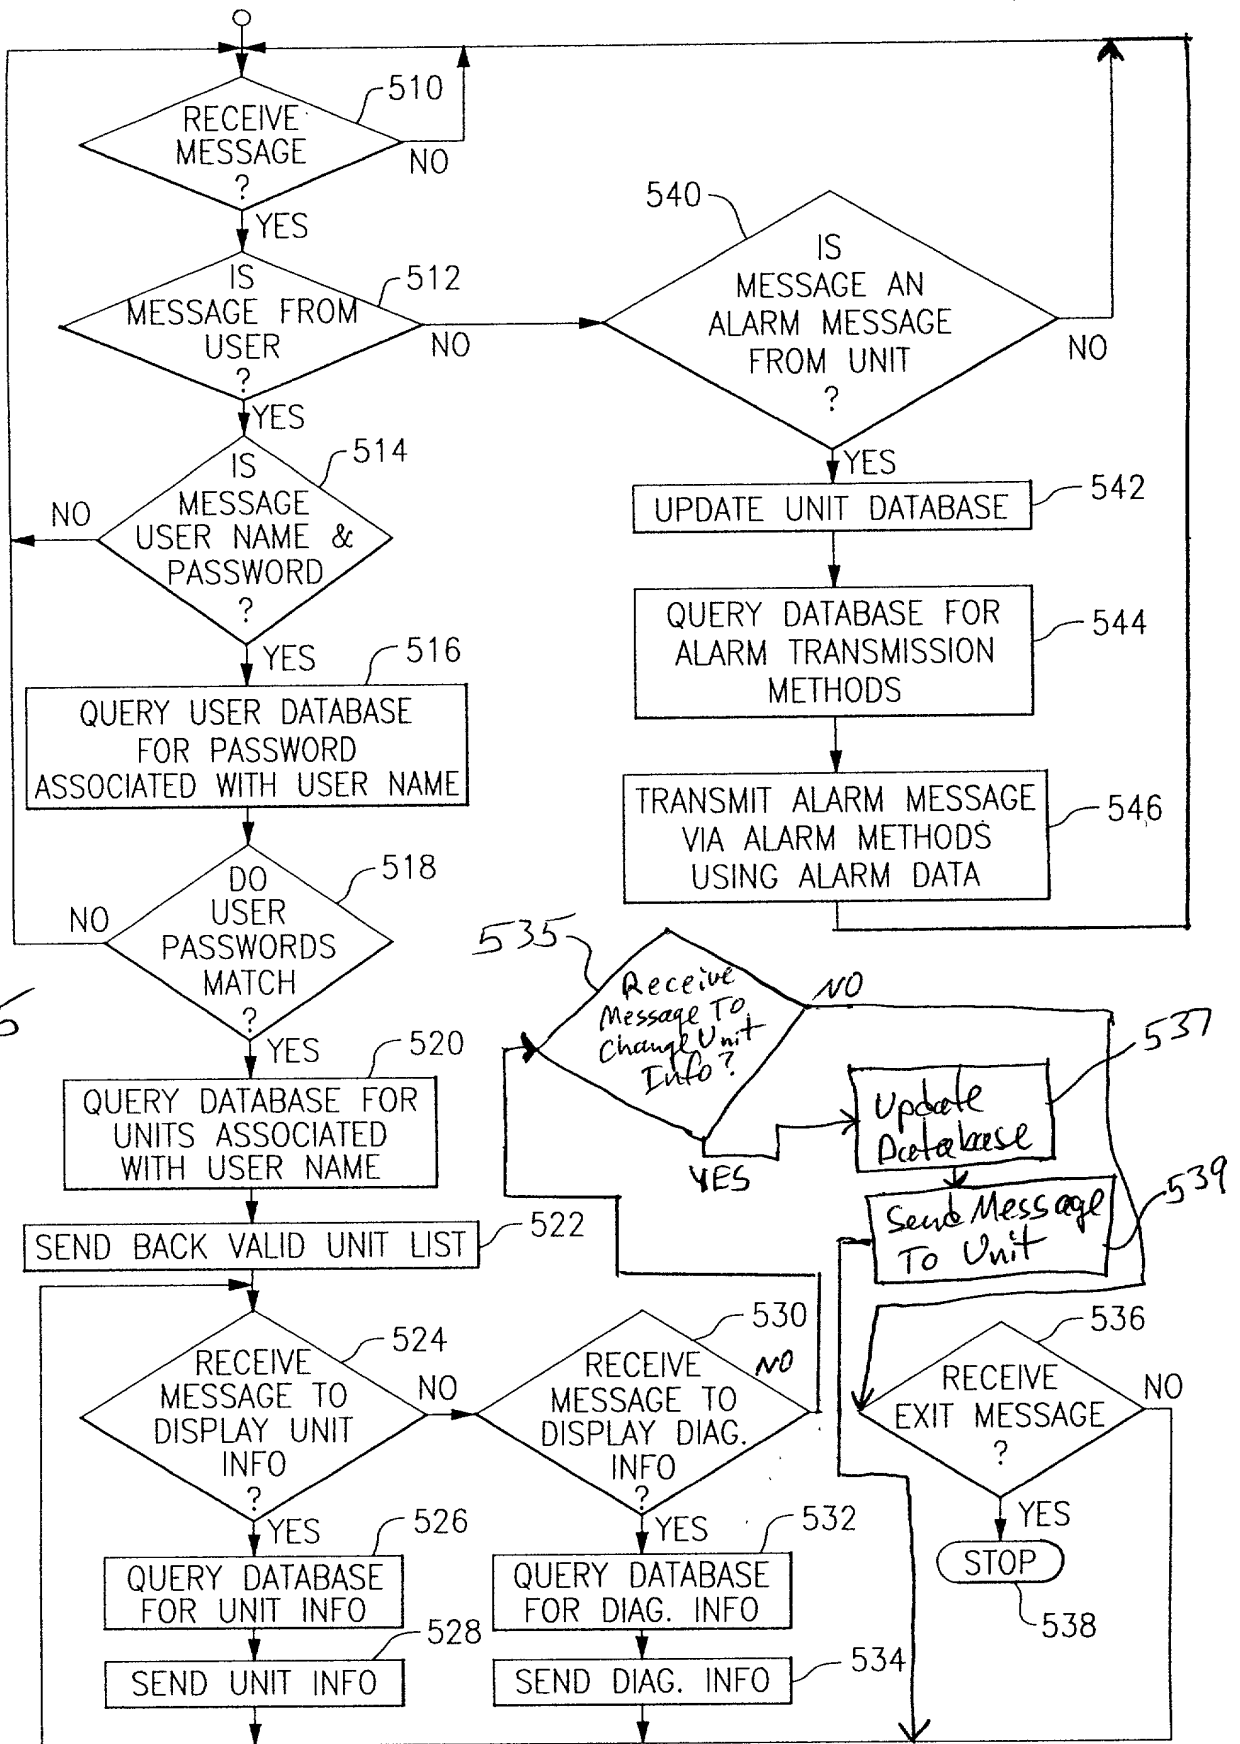 510
RECEIVE
MESSAGE
?
NO
YES
512
IS
MESSAGE FROM
USER
?
NO
YES
514
IS
MESSAGE
USER NAME &
PASSWORD
?
NO
YES
516
QUERY USER DATABASE
FOR PASSWORD
ASSOCIATED WITH USER NAME
518
DO
USER
PASSWORDS
MATCH
?
NO
YES
520
QUERY DATABASE FOR
UNITS ASSOCIATED
WITH USER NAME
522
SEND BACK VALID UNIT LIST
524
RECEIVE
MESSAGE TO
DISPLAY UNIT
INFO
?
NO
YES
526
QUERY DATABASE
FOR UNIT INFO
528
SEND UNIT INFO
530
RECEIVE
MESSAGE TO
DISPLAY DIAG.
INFO
?
NO
YES
532
QUERY DATABASE
FOR DIAG. INFO
534
SEND DIAG. INFO
535
Receive
Message To
Change Unit
Info?
NO
YES
537
Update
Database
539
Send Message
To Unit
536
RECEIVE
EXIT MESSAGE
?
NO
YES
STOP
538
540
IS
MESSAGE AN
ALARM MESSAGE
FROM UNIT
?
NO
YES
542
UPDATE UNIT DATABASE
544
QUERY DATABASE FOR
ALARM TRANSMISSION
METHODS
546
TRANSMIT ALARM MESSAGE
VIA ALARM METHODS
USING ALARM DATA
5